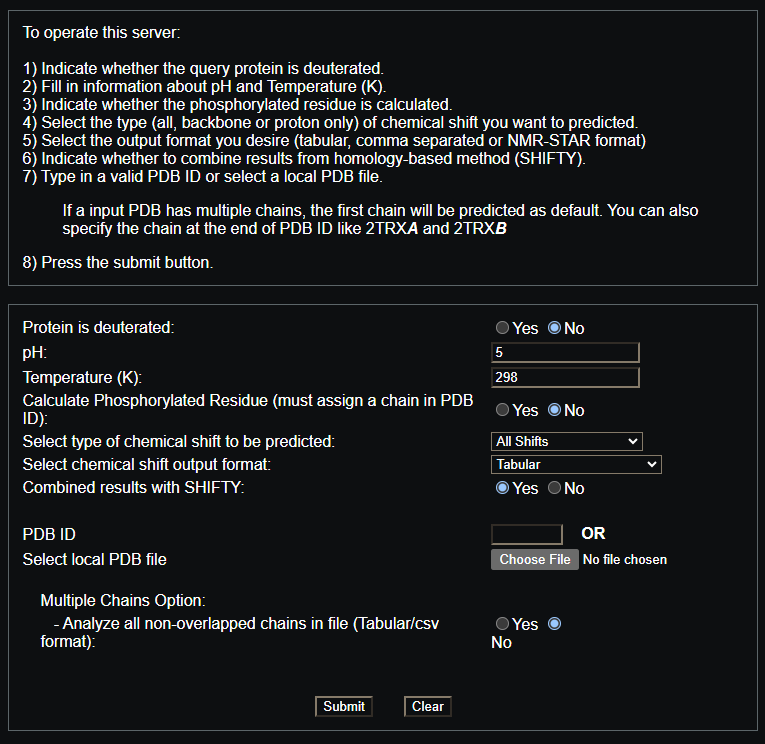 To operate this server:
1) Indicate whether the query protein is deuterated.
2) Fill in information about pH and Temperature (K).
3) Indicate whether the phosphorylated residue is calculated.
4) Select the type (all, backbone or proton only) of chemical shift you want to predicted.
5) Select the output format you desire (tabular, comma separated or NMR-STAR format)
6) Indicate whether to combine results from homology-based method (SHIFTY).
7) Type in a valid PDB ID or select a local PDB file.
If a input PDB has multiple chains, the first chain will be predicted as default. You can also
specify the chain at the end of PDB ID like 2TRXA and 2TRXB
8) Press the submit button.
Protein is deuterated: Yes No
pH: 5
Temperature (K): 298
Calculate Phosphorylated Residue (must assign a chain in PDB
ID): Yes No
Select type of chemical shift to be predicted: All Shifts
Select chemical shift output format: Tabular
Combined results with SHIFTY: Yes No
PDB ID OR
Select local PDB file Choose File No file chosen
Multiple Chains Option:
- Analyze all non-overlapped chains in file (Tabular/csv Yes
format): No
Submit Clear